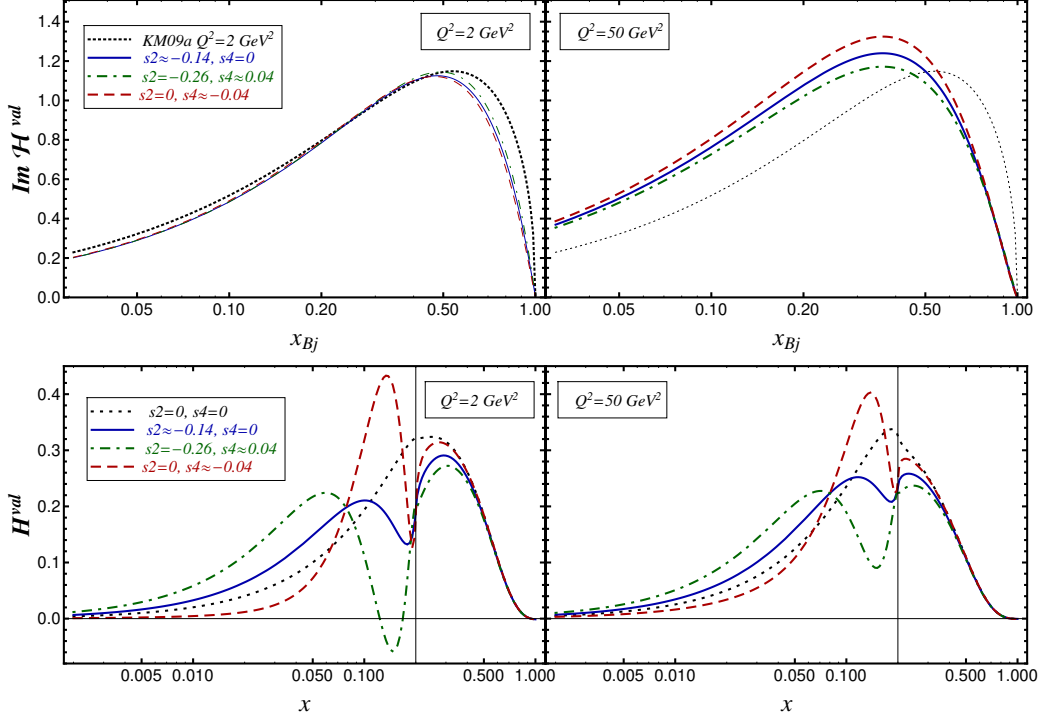 Im ℋ^val
1.4
1.2
1.0
0.8
0.6
0.4
0.2
0.0
KM09a Q²=2 GeV²
s2≈−0.14, s4=0
s2=−0.26, s4≈0.04
s2=0, s4≈−0.04
Q²=2 GeV²
Q²=50 GeV²
0.05 0.10 0.20 0.50 1.00
0.05 0.10 0.20 0.50 1.00
x_Bj
x_Bj
H^val
0.4
0.3
0.2
0.1
0.0
s2=0, s4=0
s2≈−0.14, s4=0
s2=−0.26, s4≈0.04
s2=0, s4≈−0.04
Q²=2 GeV²
Q²=50 GeV²
0.005 0.010 0.050 0.100 0.500 1.000
0.005 0.010 0.050 0.100 0.500 1.000
x
x